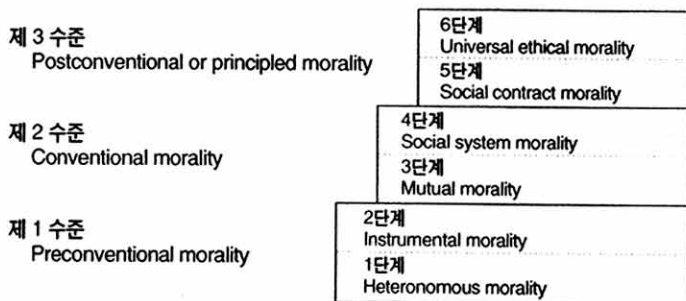 제 3 수준
Postconventional or principled morality
6단계
Universal ethical morality
5단계
Social contract morality
제 2 수준
Conventional morality
4단계
Social system morality
3단계
Mutual morality
제 1 수준
Preconventional morality
2단계
Instrumental morality
1단계
Heteronomous morality